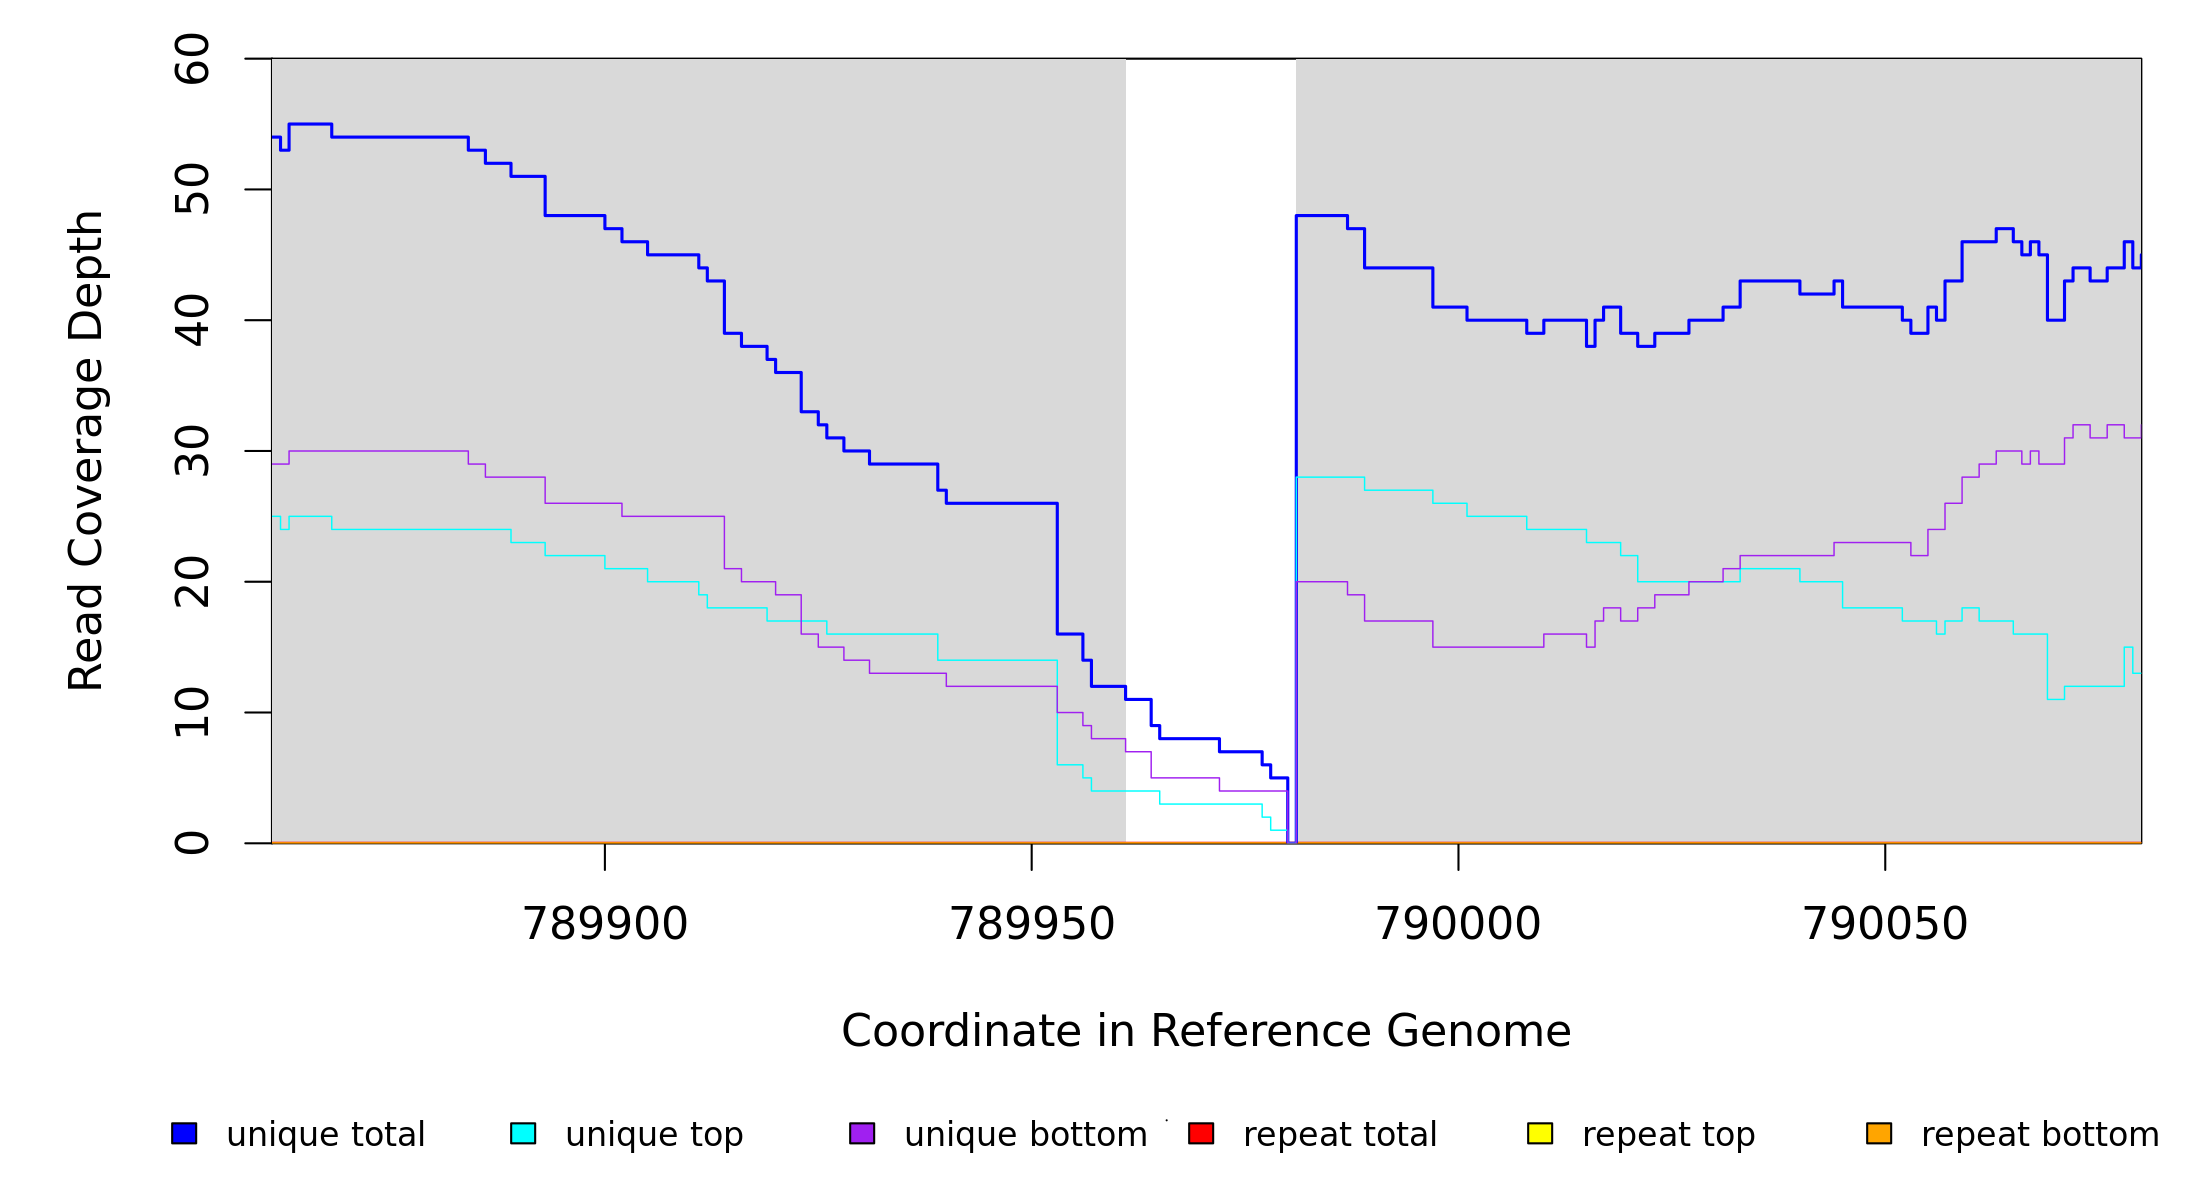 60
50
40
30
20
10
0
Read Coverage Depth
789900 789950 790000 790050
Coordinate in Reference Genome
unique total unique top unique bottom repeat total repeat top repeat bottom